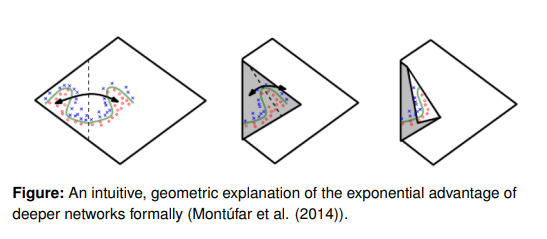 Figure: An intuitive, geometric explanation of the exponential advantage of
deeper networks formally (Montúfar et al. (2014)).